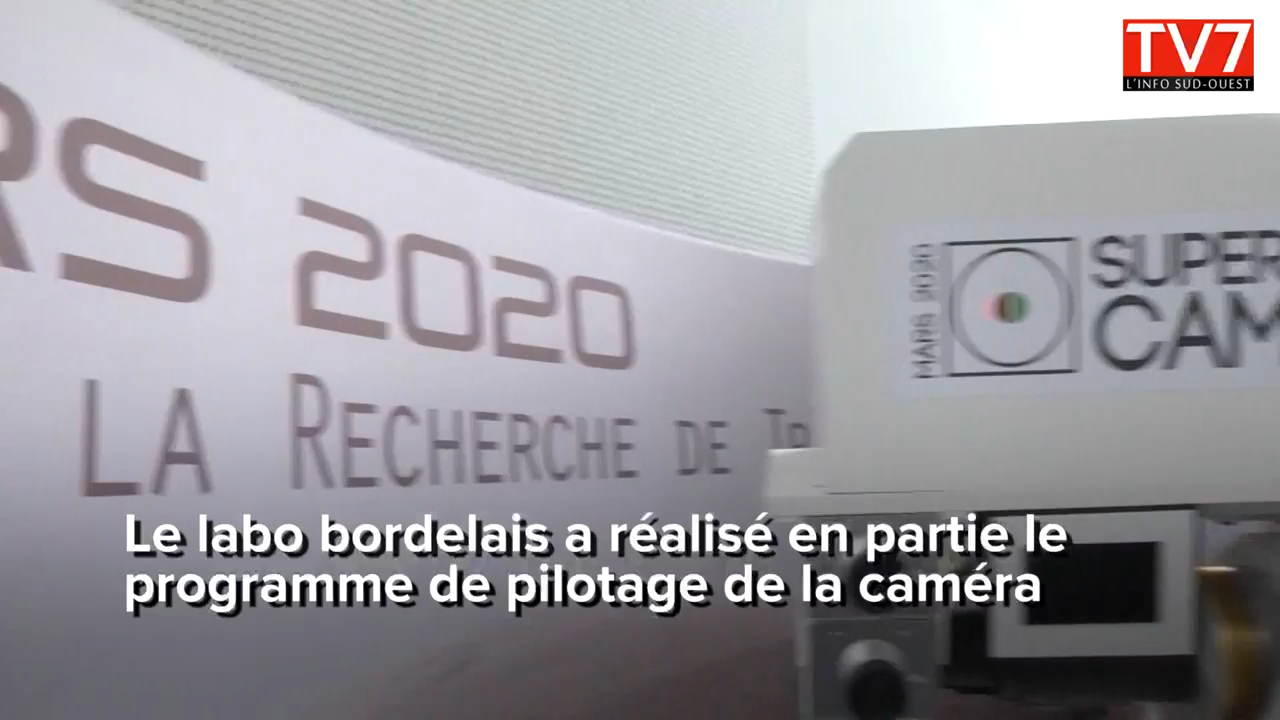 TV7
L'INFO SUD-OUEST
RS 2020
LA RECHERCHE DE TR
MARS 2020
SUPER
CAM
Le labo bordelais a réalisé en partie le
programme de pilotage de la caméra